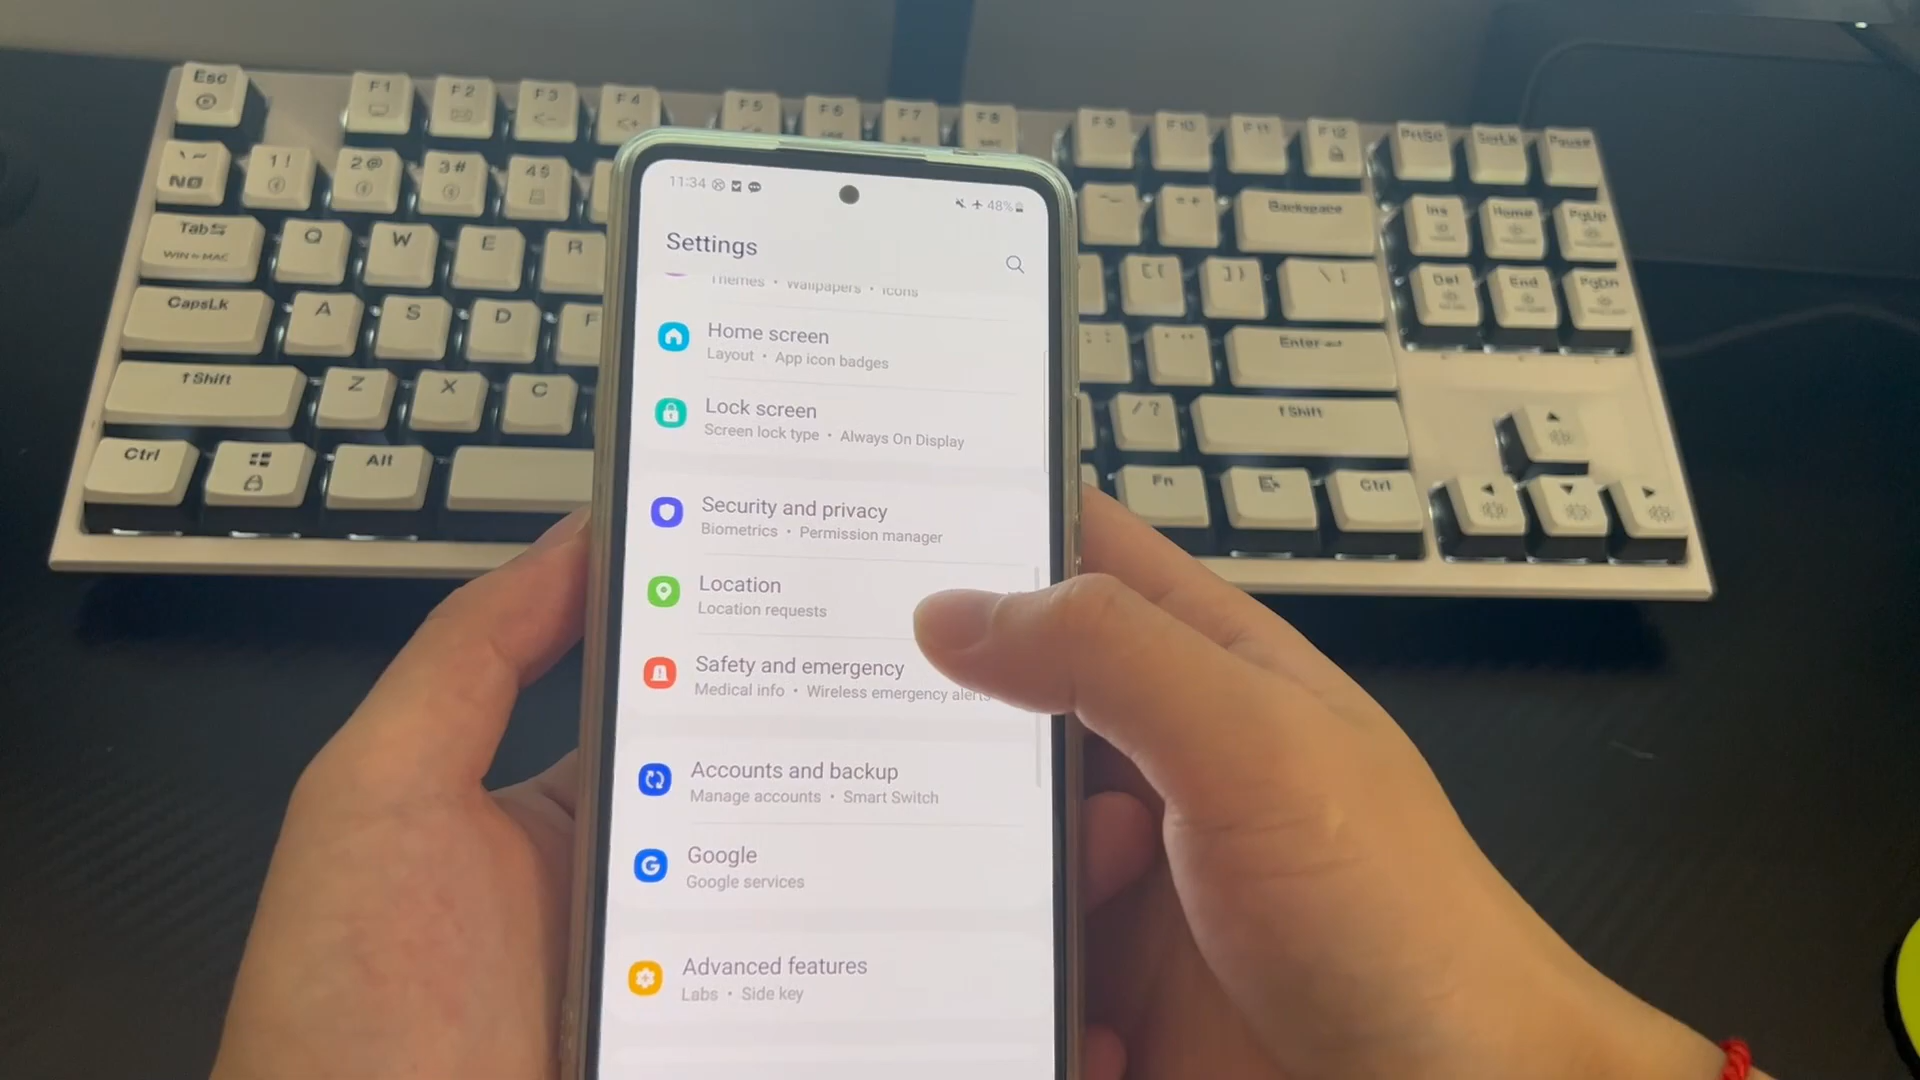 Esc F1 F2 F3 F4 F5 F6 F7 F8 F9 F10 F11 F12 PrtSc ScrLk Pause
1! 2@ 3# 4$ Backspace Ins Home PgUp
Tab Q W E R [{ ]} \| Del End PgDn
WIN MAC
CapsLk A S D F Enter
↑Shift Z X C /? ↑Shift
Ctrl Alt Fn Ctrl
11:34 48%
Settings
Themes • Wallpapers • Icons
Home screen
Layout • App icon badges
Lock screen
Screen lock type • Always On Display
Security and privacy
Biometrics • Permission manager
Location
Location requests
Safety and emergency
Medical info • Wireless emergency alerts
Accounts and backup
Manage accounts • Smart Switch
Google
Google services
Advanced features
Labs • Side key